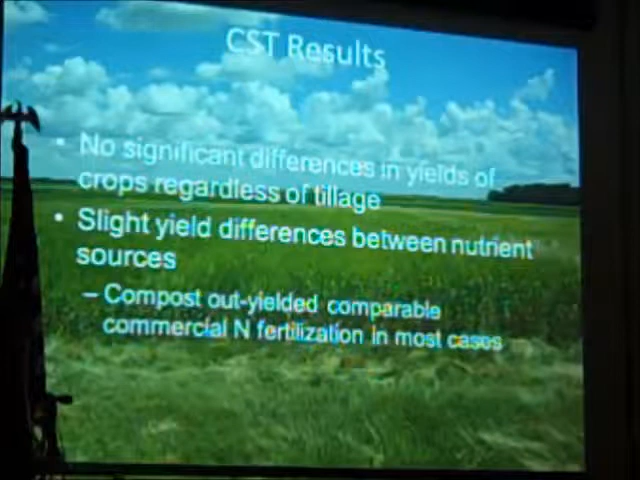 CST Results
• No significant differences in yields of
crops regardless of tillage
• Slight yield differences between nutrient
sources
– Compost out-yielded comparable
commercial N fertilization in most cases